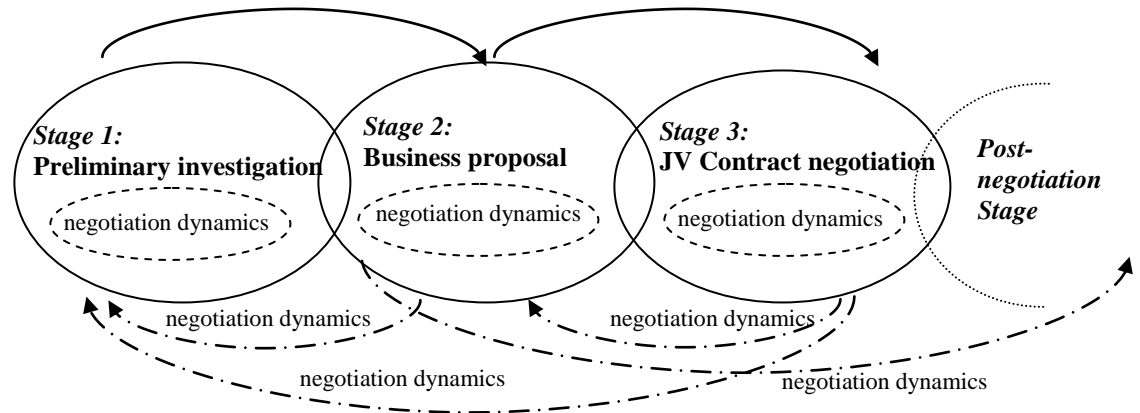 Stage 1:
Preliminary investigation
negotiation dynamics
Stage 2:
Business proposal
negotiation dynamics
Stage 3:
JV Contract negotiation
negotiation dynamics
Post-
negotiation
Stage
negotiation dynamics
negotiation dynamics
negotiation dynamics
negotiation dynamics